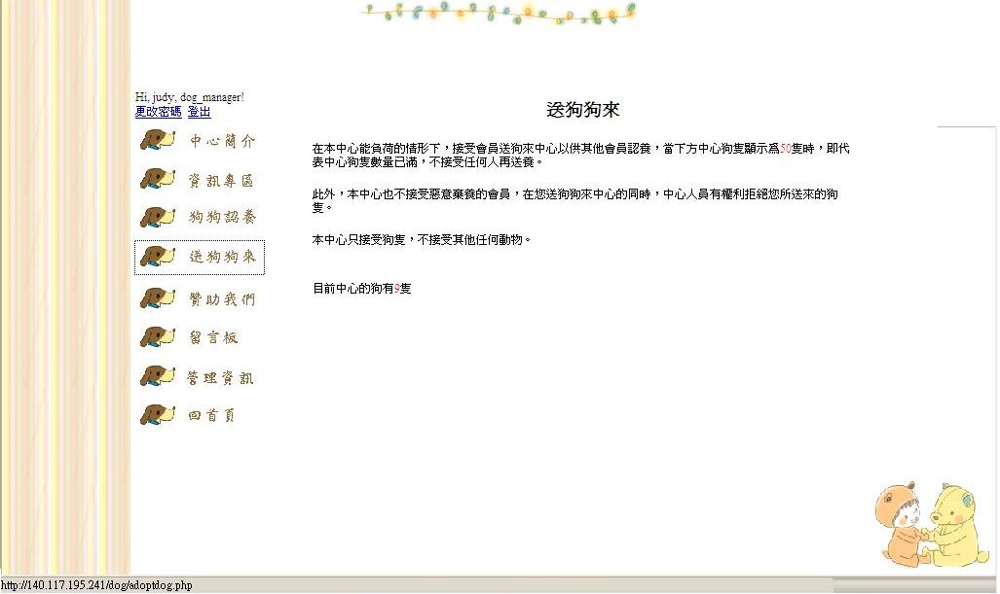 Hi, judy, dog_manager!
更改密碼 登出
中心簡介
資訊專區
狗狗認養
送狗狗來
贊助我們
留言板
管理資訊
回首頁
送狗狗來
在本中心能負荷的情形下，接受會員送狗來中心以供其他會員認養，當下方中心狗隻顯示為50隻時，即代
表中心狗隻數量已滿，不接受任何人再送養。
此外，本中心也不接受惡意棄養的會員，在您送狗狗來中心的同時，中心人員有權利拒絕您所送來的狗
隻。
本中心只接受狗隻，不接受其他任何動物。
目前中心的狗有9隻
http://140.117.195.241/dog/adoptdog.php